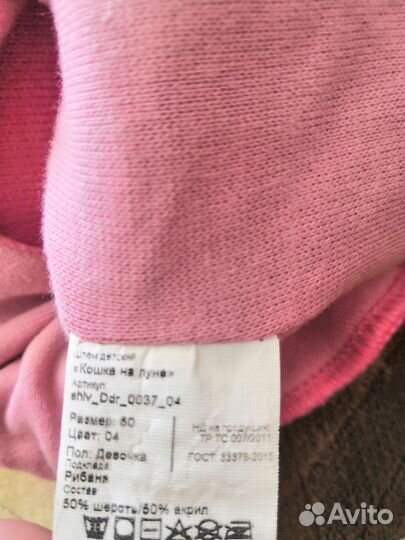 Шлем детский
«Кошка на луне»
Артикул
shlv_Ddr_0037_04
Размер: 50
Цвет: 04
Пол: Девочка
Подклада
Рибана
Состав
50% шерсть/50% акрил
НД на продукцию
ТР ТС 007/2011
ГОСТ 33378-2015
Avito